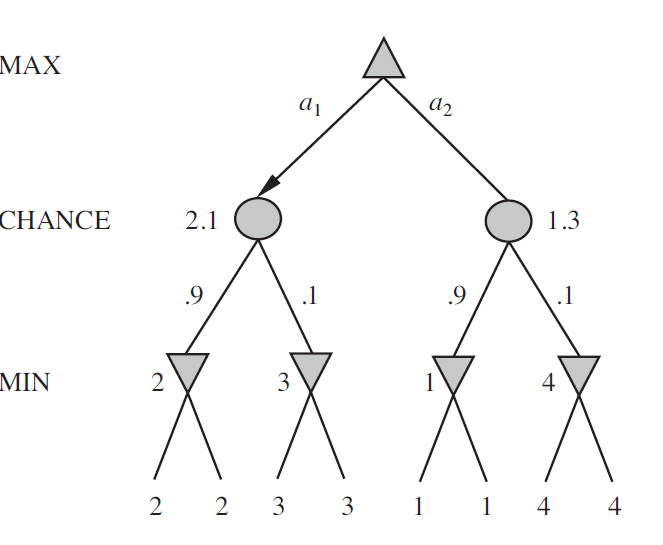 MAX
a1 a2
CHANCE 2.1 1.3
.9 .1 .9 .1
MIN 2 3 1 4
2 2 3 3 1 1 4 4